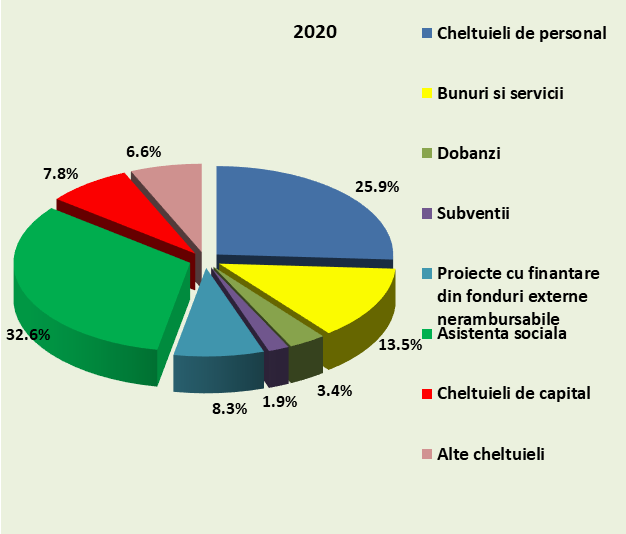 2020
Cheltuieli de personal
Bunuri si servicii
Dobanzi
Subventii
Proiecte cu finantare
din fonduri externe
nerambursabile
Asistenta sociala
Cheltuieli de capital
Alte cheltuieli
6.6%
7.8%
25.9%
32.6%
13.5%
3.4%
1.9%
8.3%